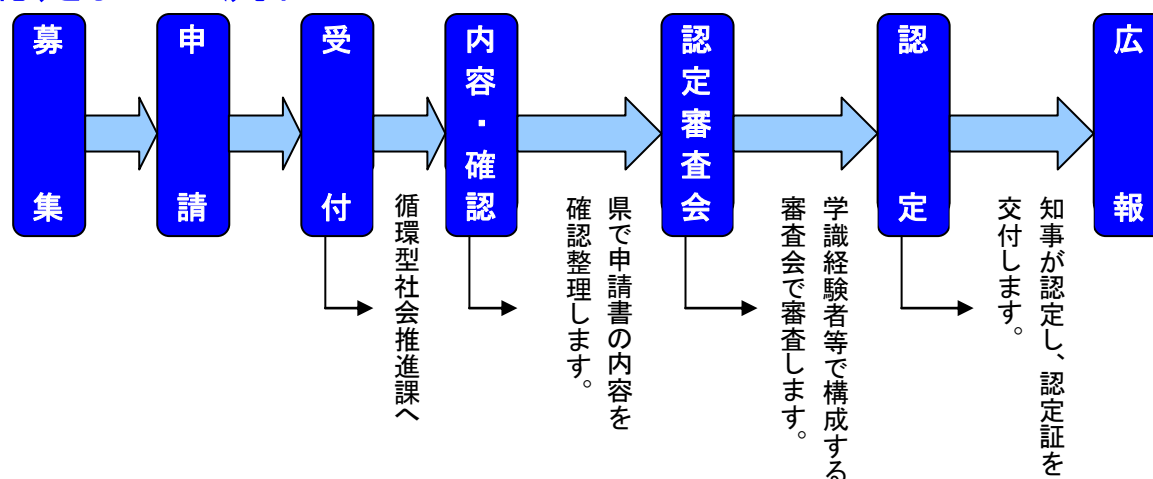 募集
申請
受付
循環型社会推進課へ
内容・確認
県で申請書の内容を
確認整理します。
認定審査会
学識経験者等で構成する
審査会で審査します。
認定
知事が認定し、認定証を
交付します。
広報